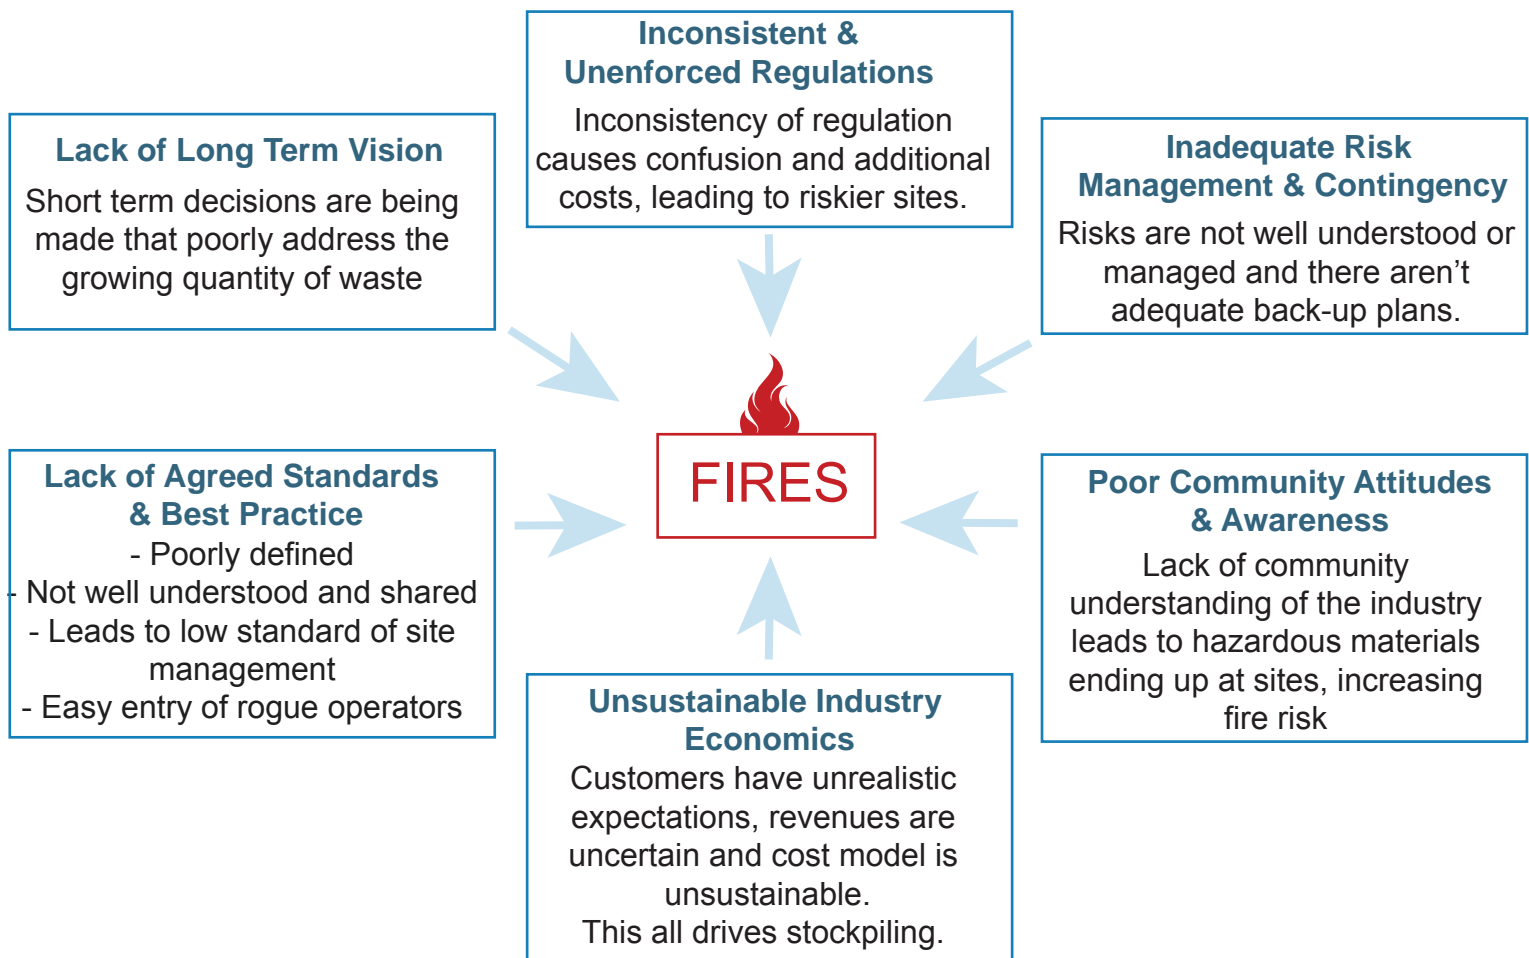 Inconsistent &
Unenforced Regulations
Inconsistency of regulation
causes confusion and additional
costs, leading to riskier sites.
Lack of Long Term Vision
Short term decisions are being
made that poorly address the
growing quantity of waste
Inadequate Risk
Management & Contingency
Risks are not well understood or
managed and there aren’t
adequate back-up plans.
FIRES
Lack of Agreed Standards
& Best Practice
- Poorly defined
- Not well understood and shared
- Leads to low standard of site
management
- Easy entry of rogue operators
Poor Community Attitudes
& Awareness
Lack of community
understanding of the industry
leads to hazardous materials
ending up at sites, increasing
fire risk
Unsustainable Industry
Economics
Customers have unrealistic
expectations, revenues are
uncertain and cost model is
unsustainable.
This all drives stockpiling.